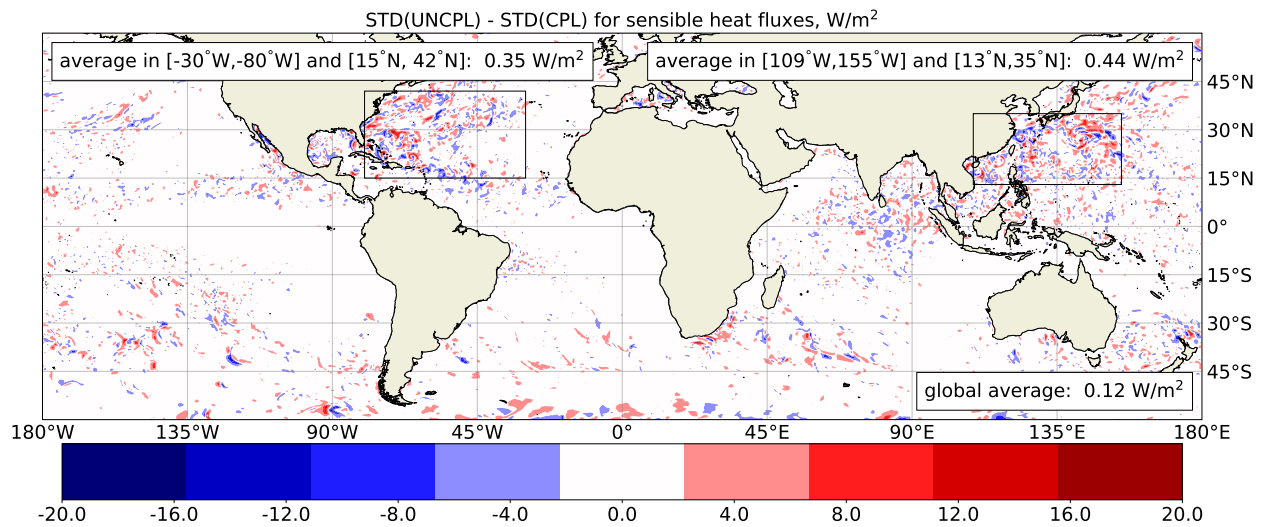 STD(UNCPL) - STD(CPL) for sensible heat fluxes, W/m²
average in [-30°W,-80°W] and [15°N, 42°N]: 0.35 W/m²
average in [109°W,155°W] and [13°N,35°N]: 0.44 W/m²
45°N
30°N
15°N
0°
15°S
30°S
45°S
global average: 0.12 W/m²
180°W 135°W 90°W 45°W 0° 45°E 90°E 135°E 180°E
-20.0 -16.0 -12.0 -8.0 -4.0 0.0 4.0 8.0 12.0 16.0 20.0